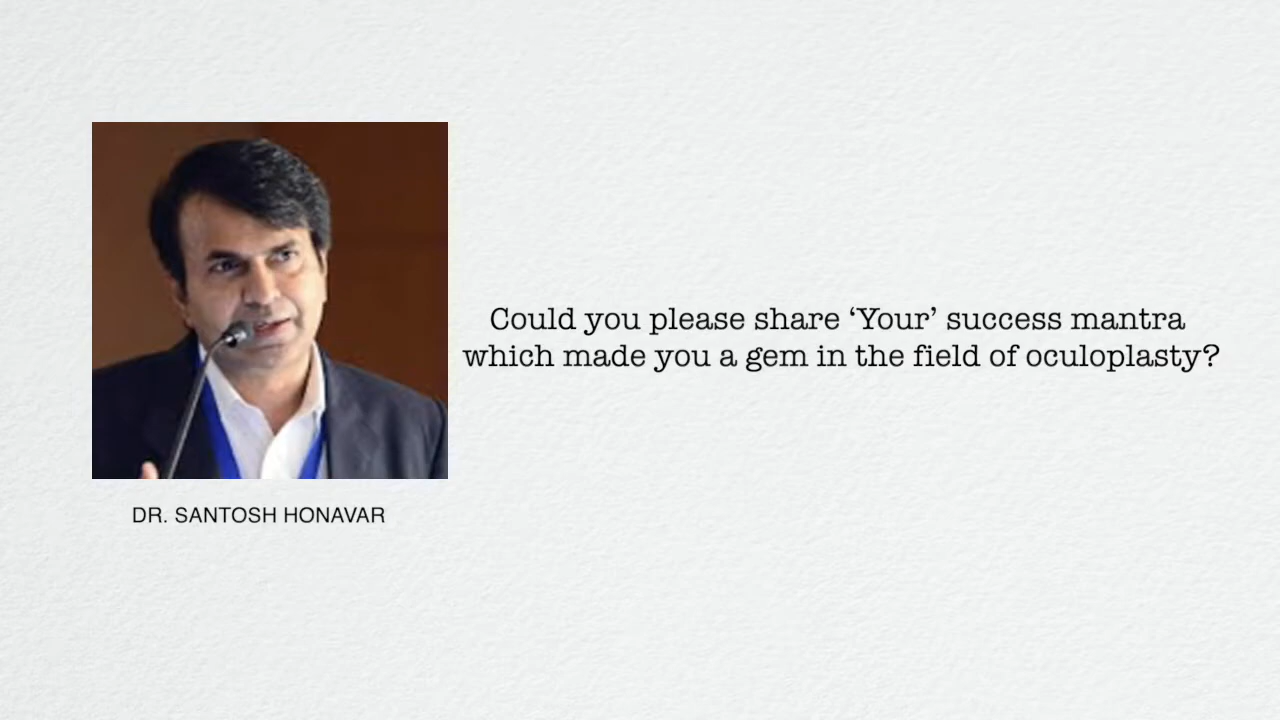 Could you please share ‘Your’ success mantra
which made you a gem in the field of oculoplasty?
DR. SANTOSH HONAVAR